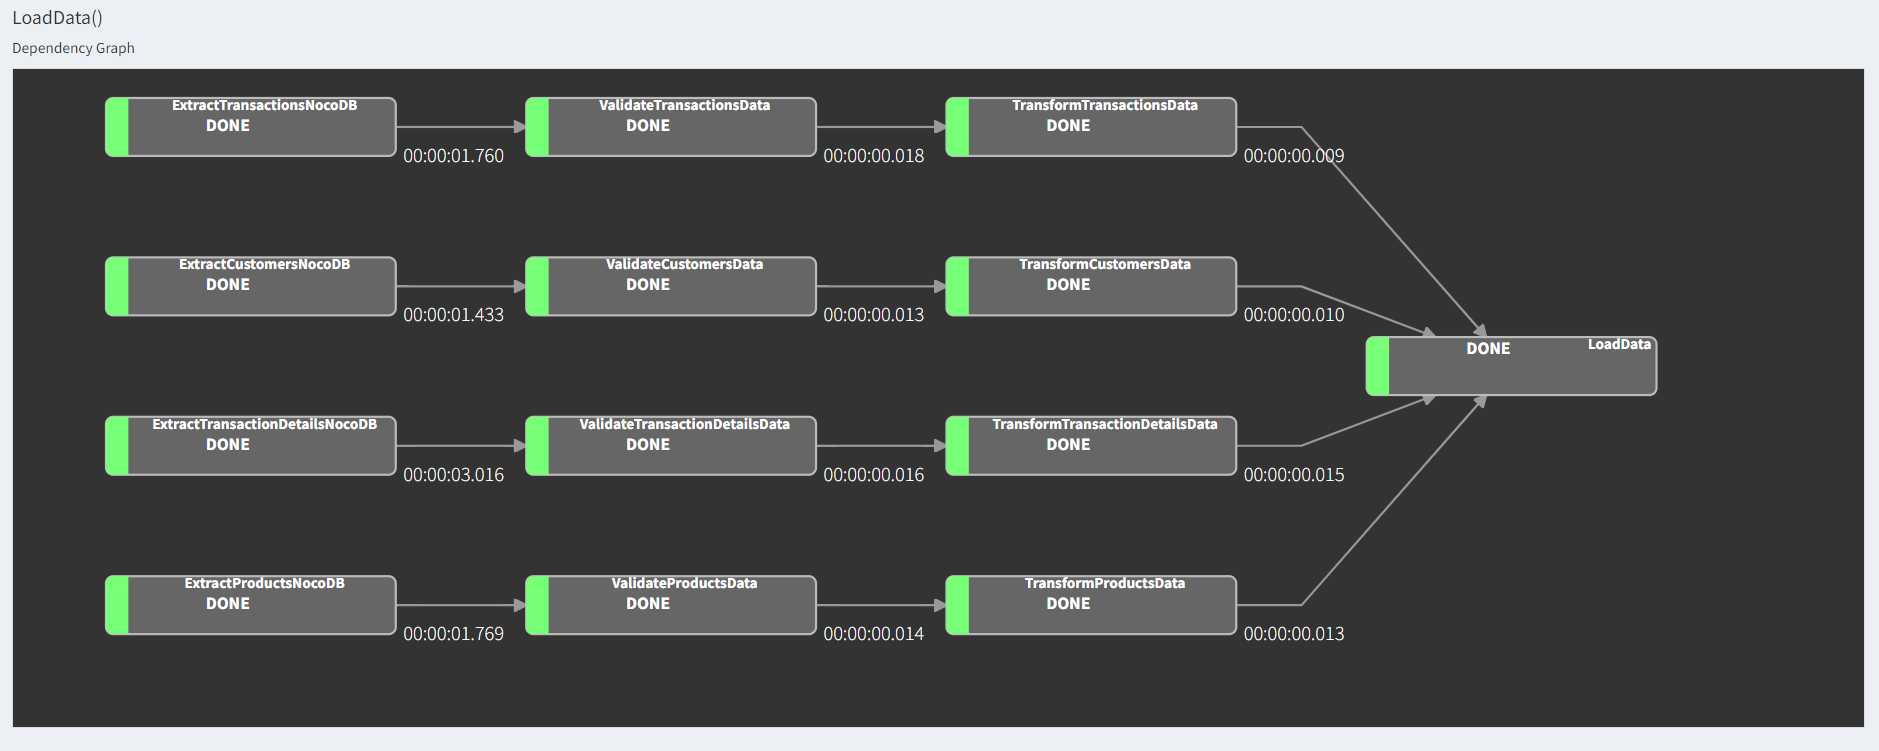 LoadData()
Dependency Graph
ExtractTransactionsNocoDB
DONE
00:00:01.760
ValidateTransactionsData
DONE
00:00:00.018
TransformTransactionsData
DONE
00:00:00.009
ExtractCustomersNocoDB
DONE
00:00:01.433
ValidateCustomersData
DONE
00:00:00.013
TransformCustomersData
DONE
00:00:00.010
LoadData
DONE
ExtractTransactionDetailsNocoDB
DONE
00:00:03.016
ValidateTransactionDetailsData
DONE
00:00:00.016
TransformTransactionDetailsData
DONE
00:00:00.015
ExtractProductsNocoDB
DONE
00:00:01.769
ValidateProductsData
DONE
00:00:00.014
TransformProductsData
DONE
00:00:00.013